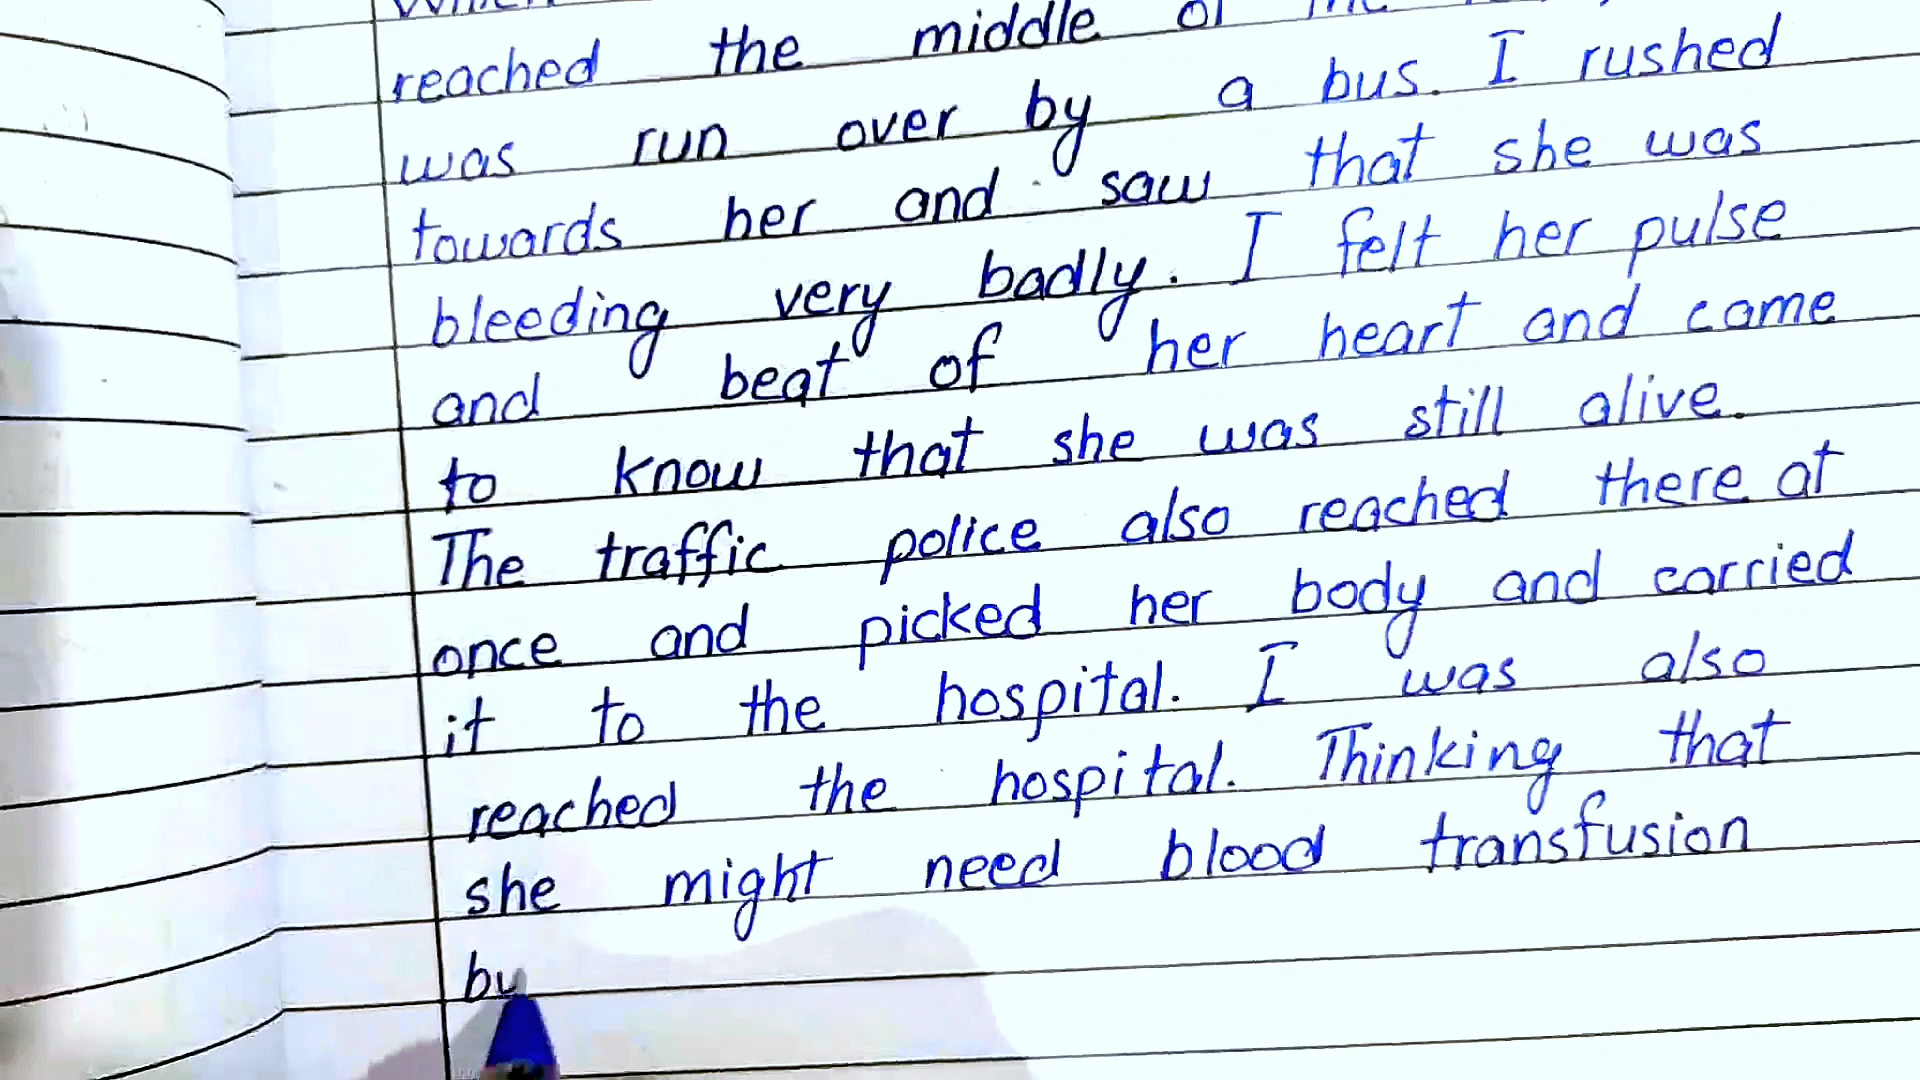 reached the middle of the
was run over by a bus. I rushed
towards her and saw that she was
bleeding very badly. I felt her pulse
and beat of her heart and came
to know that she was still alive.
The traffic police also reached there at
once and picked her body and carried
it to the hospital. I was also
reached the hospital. Thinking that
she might need blood transfusion
bu